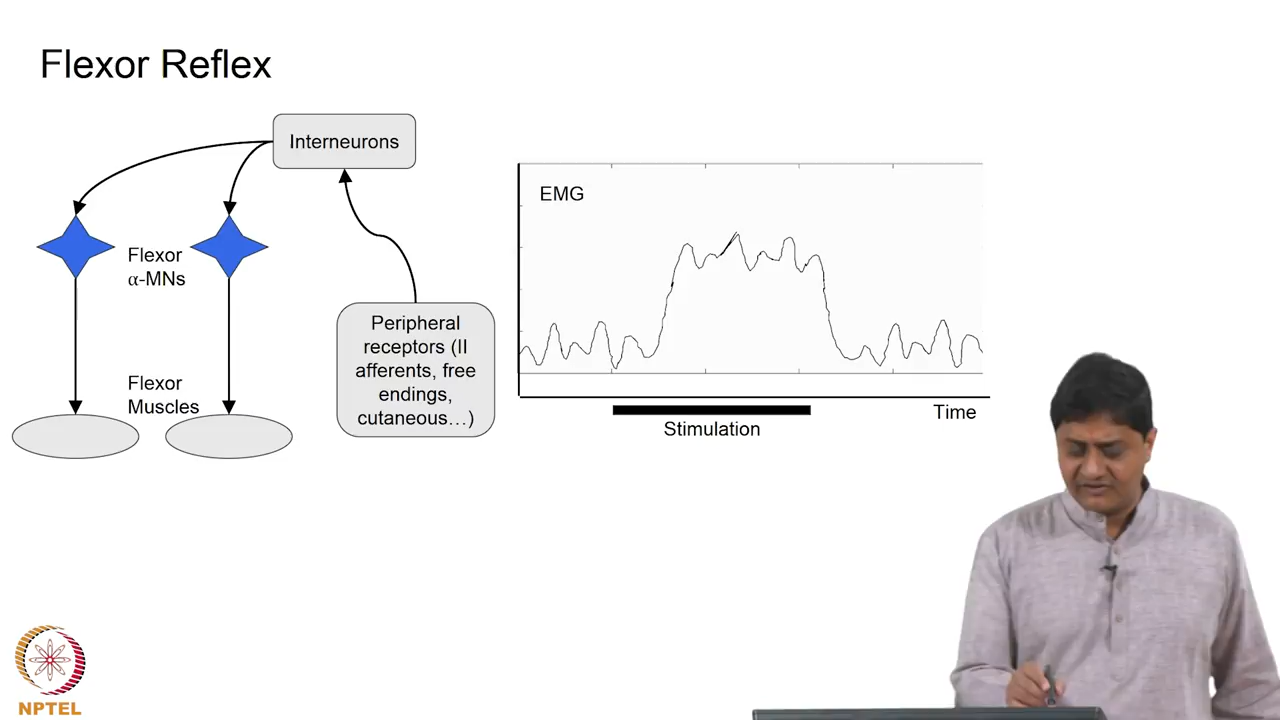 Flexor Reflex
Interneurons
Flexor
α-MNs
Flexor
Muscles
Peripheral
receptors (II
afferents, free
endings,
cutaneous…)
EMG
Time
Stimulation
NPTEL